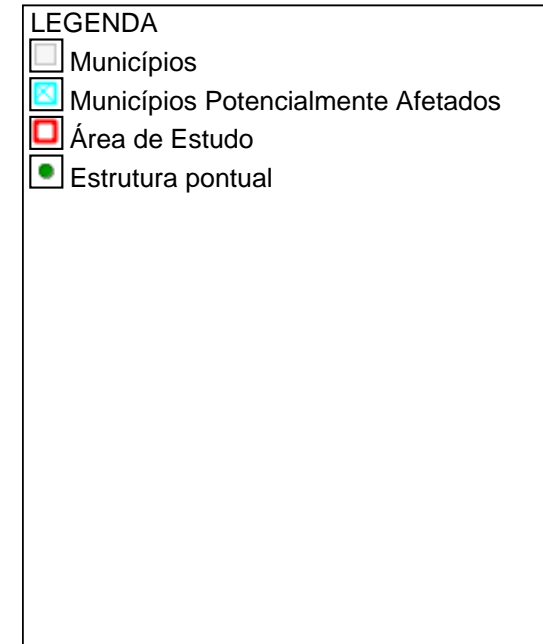 LEGENDA
Municípios
Municípios Potencialmente Afetados
Área de Estudo
Estrutura pontual